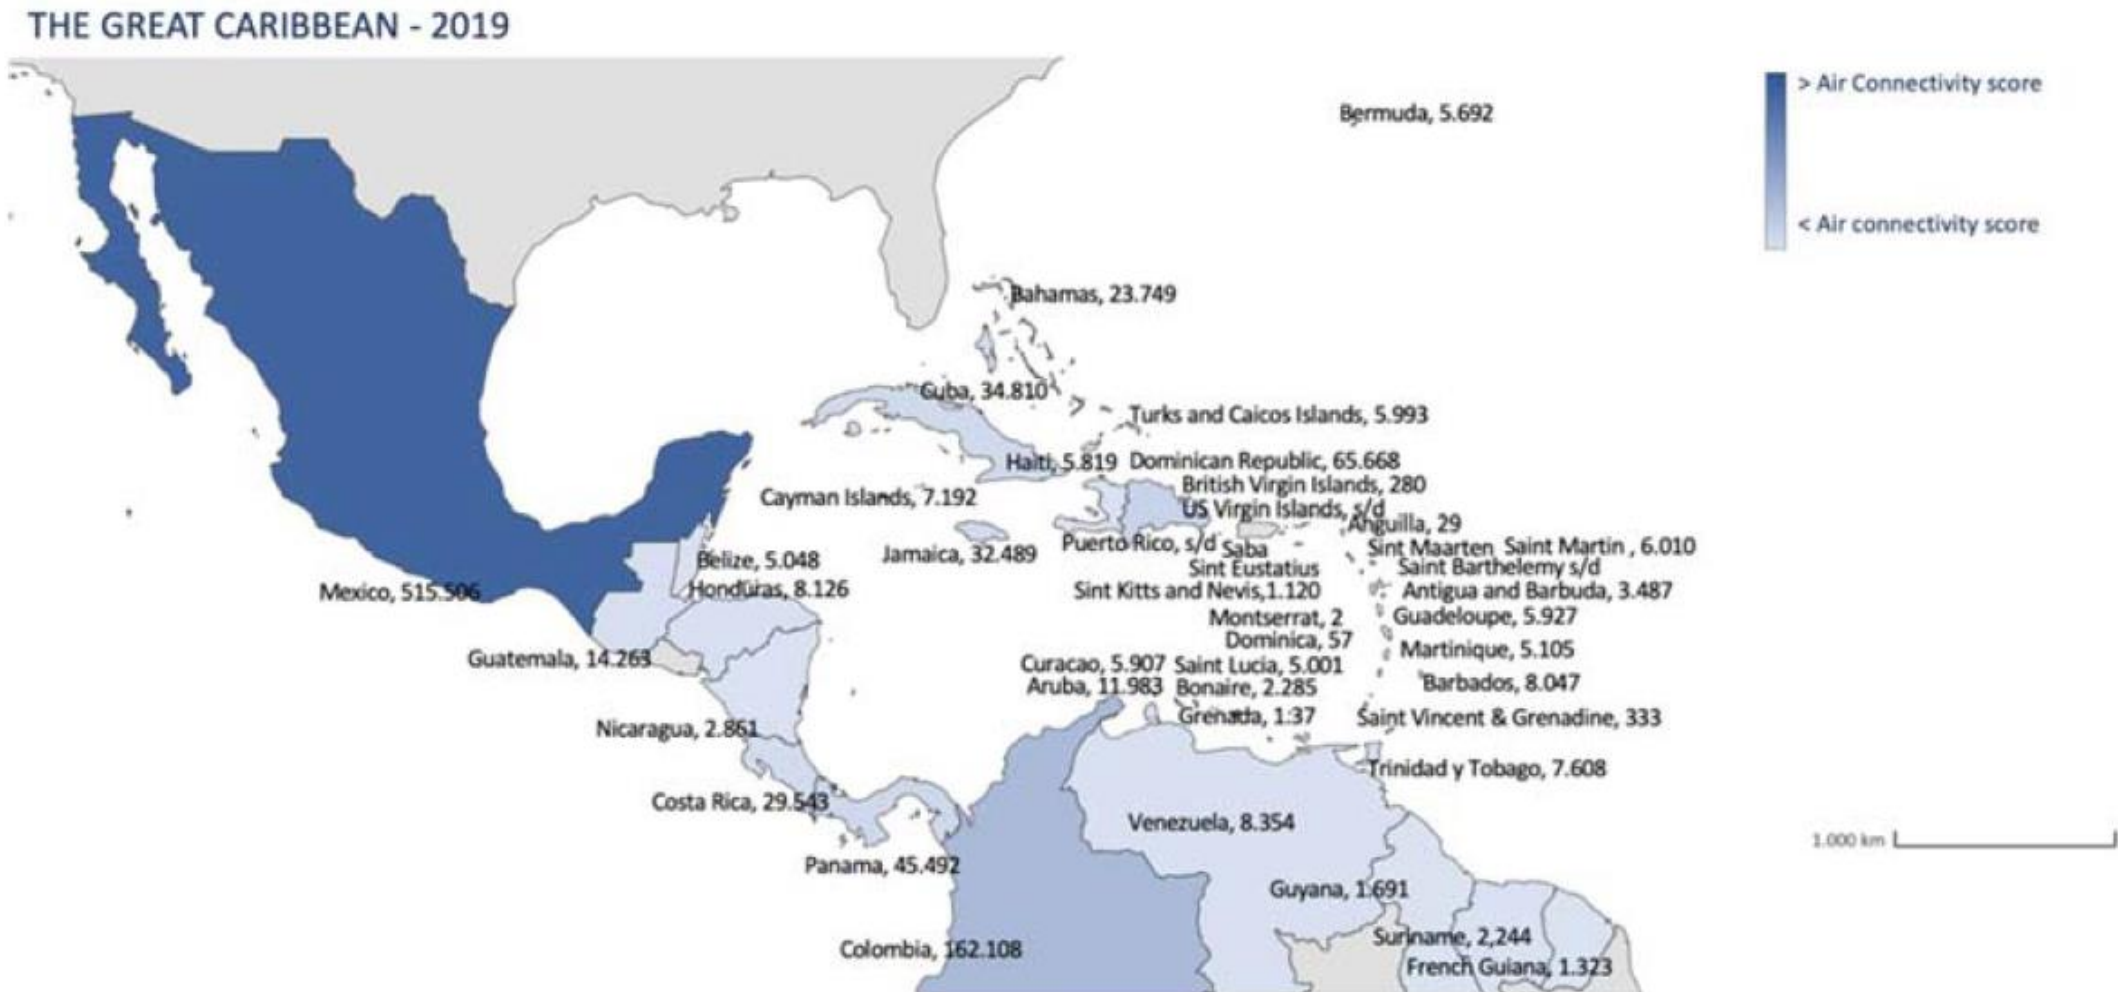 THE GREAT CARIBBEAN - 2019
> Air Connectivity score
Bermuda, 5.692
< Air connectivity score
Bahamas, 23.749
Cuba, 34.810
Turks and Caicos Islands, 5.993
Haiti, 5.819 Dominican Republic, 65.668
British Virgin Islands, 280
Cayman Islands, 7.192
US Virgin Islands, s/d
Anguilla, 29
Puerto Rico, s/d Saba
Sint Maarten Saint Martin , 6.010
Jamaica, 32.489
Belize, 5.048
Sint Eustatius
Saint Barthelemy s/d
Mexico, 515.506
Honduras, 8.126
Sint Kitts and Nevis,1.120
Antigua and Barbuda, 3.487
Montserrat, 2
Guadeloupe, 5.927
Dominica, 57
Martinique, 5.105
Guatemala, 14.263
Curacao, 5.907 Saint Lucia, 5.001
Aruba, 11.983 Bonaire, 2.285
Barbados, 8.047
Grenada, 1.37
Saint Vincent & Grenadine, 333
Nicaragua, 2.861
Trinidad y Tobago, 7.608
Costa Rica, 29.543
Venezuela, 8.354
1.000 km
Panama, 45.492
Guyana, 1.691
Colombia, 162.108
Suriname, 2,244
French Guiana, 1.323